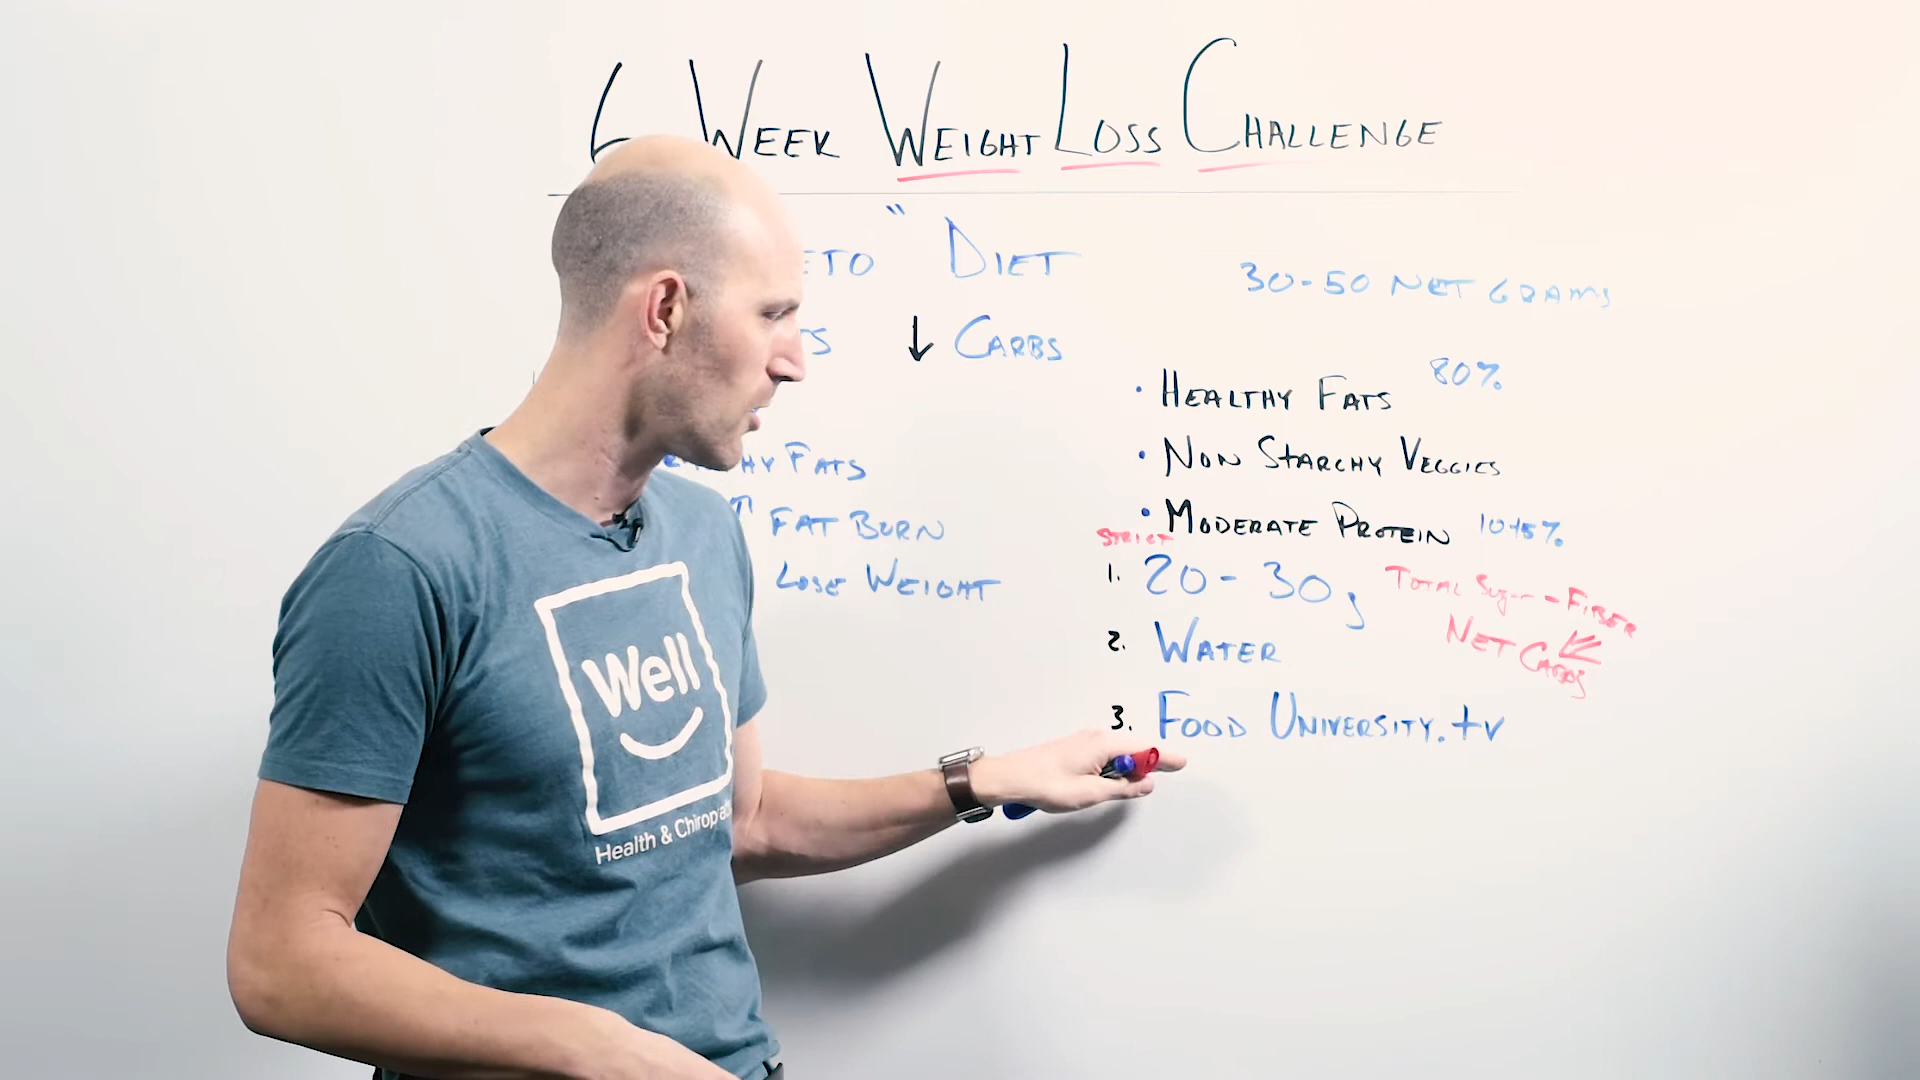 6 WEEK WEIGHT LOSS CHALLENGE
ETO" DIET
↓ CARBS
HY FATS
↑ FAT BURN
LOSE WEIGHT
30-50 NET GRAMS
• HEALTHY FATS 80%
• NON STARCHY VEGGIES
• MODERATE PROTEIN 10-15%
STRICT
1. 20-30g TOTAL Sugar - FIBER
NET CARBS
2. WATER
3. FOOD UNIVERSITY.tv
Well
Health & Chiropra